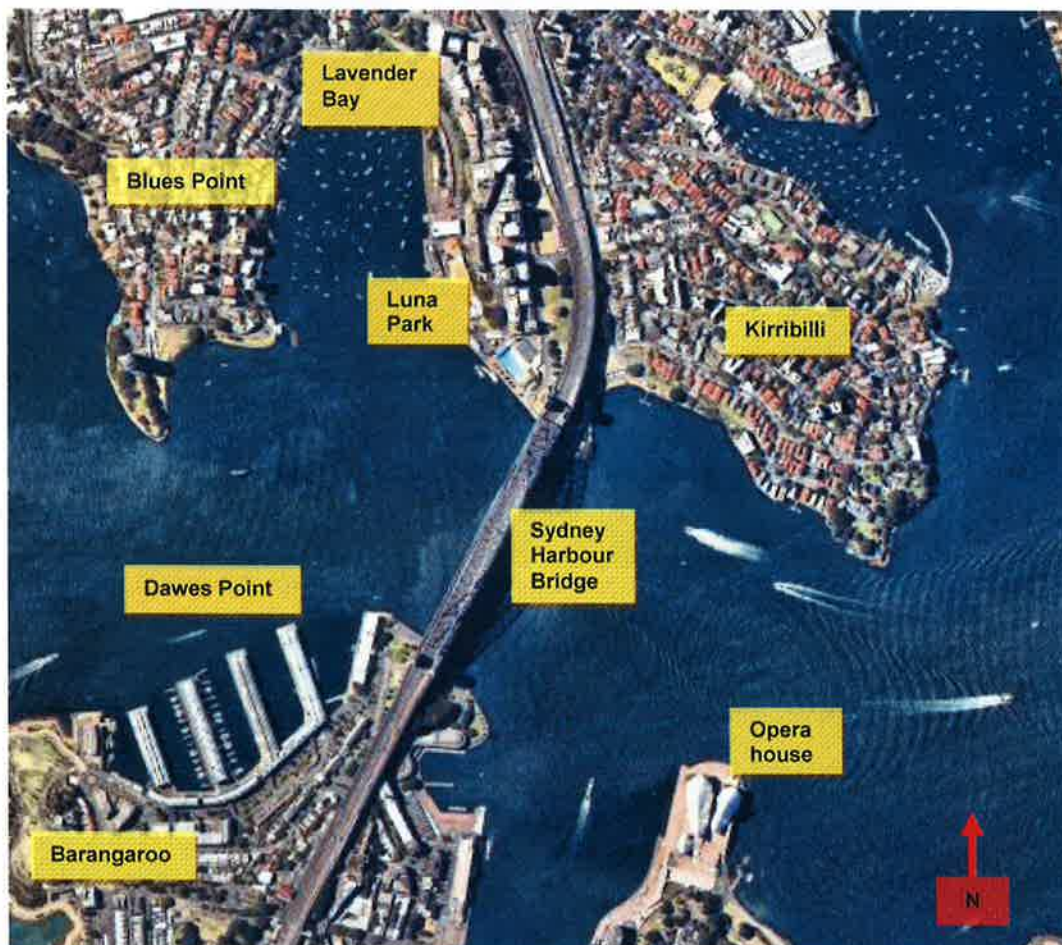 Lavender
Bay
Blues Point
Luna
Park
Kirribilli
Sydney
Harbour
Bridge
Dawes Point
Opera
house
Barangaroo
N